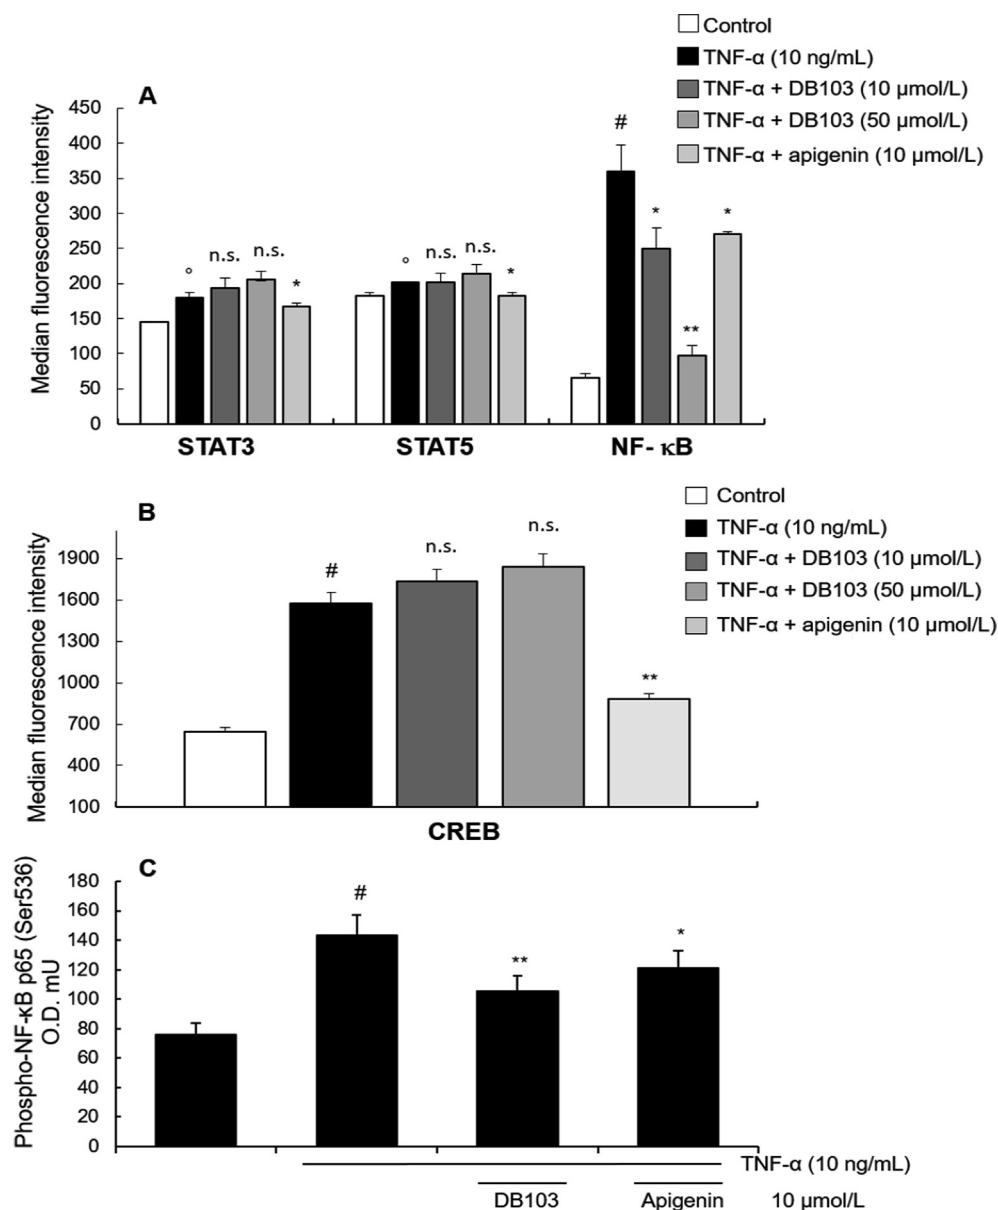 Control
TNF-α (10 ng/mL)
TNF-α + DB103 (10 µmol/L)
TNF-α + DB103 (50 µmol/L)
TNF-α + apigenin (10 µmol/L)
A
Median fluorescence intensity
450
400
350
300
250
200
150
100
50
0
° n.s. n.s. *
° n.s. n.s. *
# * ** *
STAT3 STAT5 NF- κB
Control
TNF-α (10 ng/mL)
TNF-α + DB103 (10 µmol/L)
TNF-α + DB103 (50 µmol/L)
TNF-α + apigenin (10 µmol/L)
B
Median fluorescence intensity
1900
1600
1300
1000
700
400
100
# n.s. n.s. **
CREB
C
Phospho-NF-κB p65 (Ser536)
O.D. mU
180
160
140
120
100
80
60
40
20
0
# ** *
TNF-α (10 ng/mL)
DB103 Apigenin 10 µmol/L